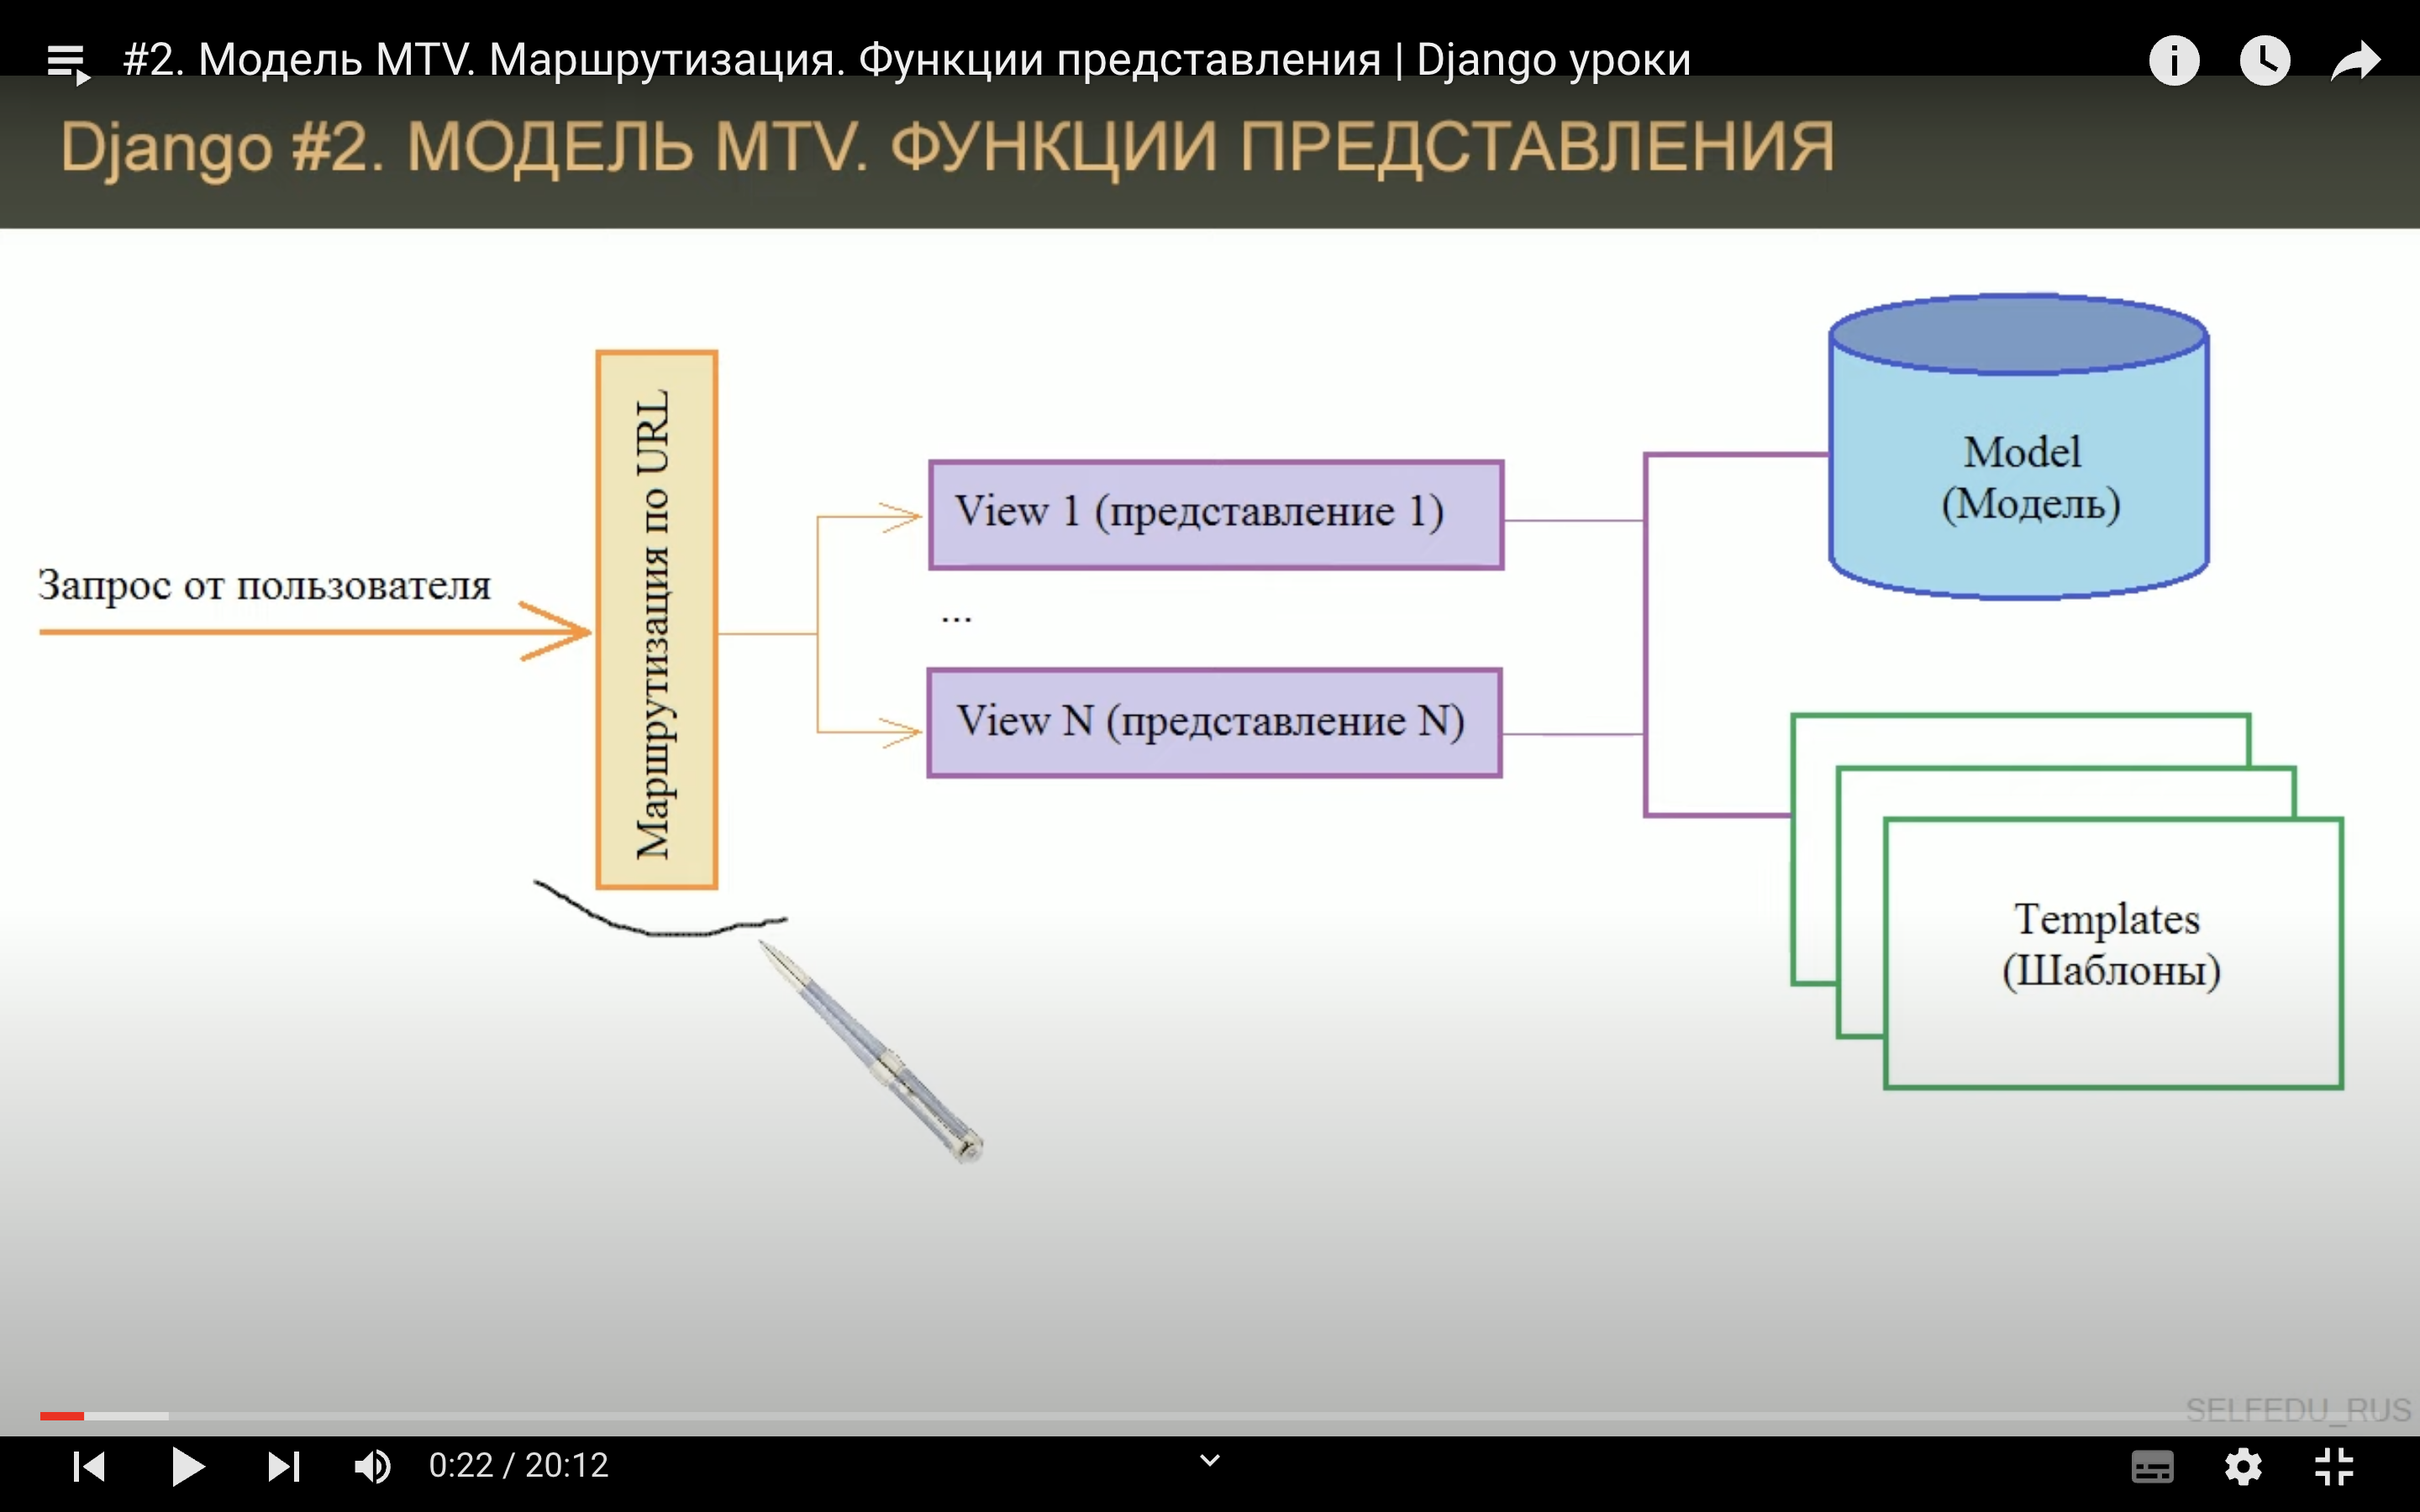 #2. Модель MTV. Маршрутизация. Функции представления | Django уроки
Django #2. МОДЕЛЬ MTV. ФУНКЦИИ ПРЕДСТАВЛЕНИЯ
Запрос от пользователя
Маршрутизация по URL
View 1 (представление 1)
...
View N (представление N)
Model
(Модель)
Templates
(Шаблоны)
SELFEDU_RUS
0:22 / 20:12